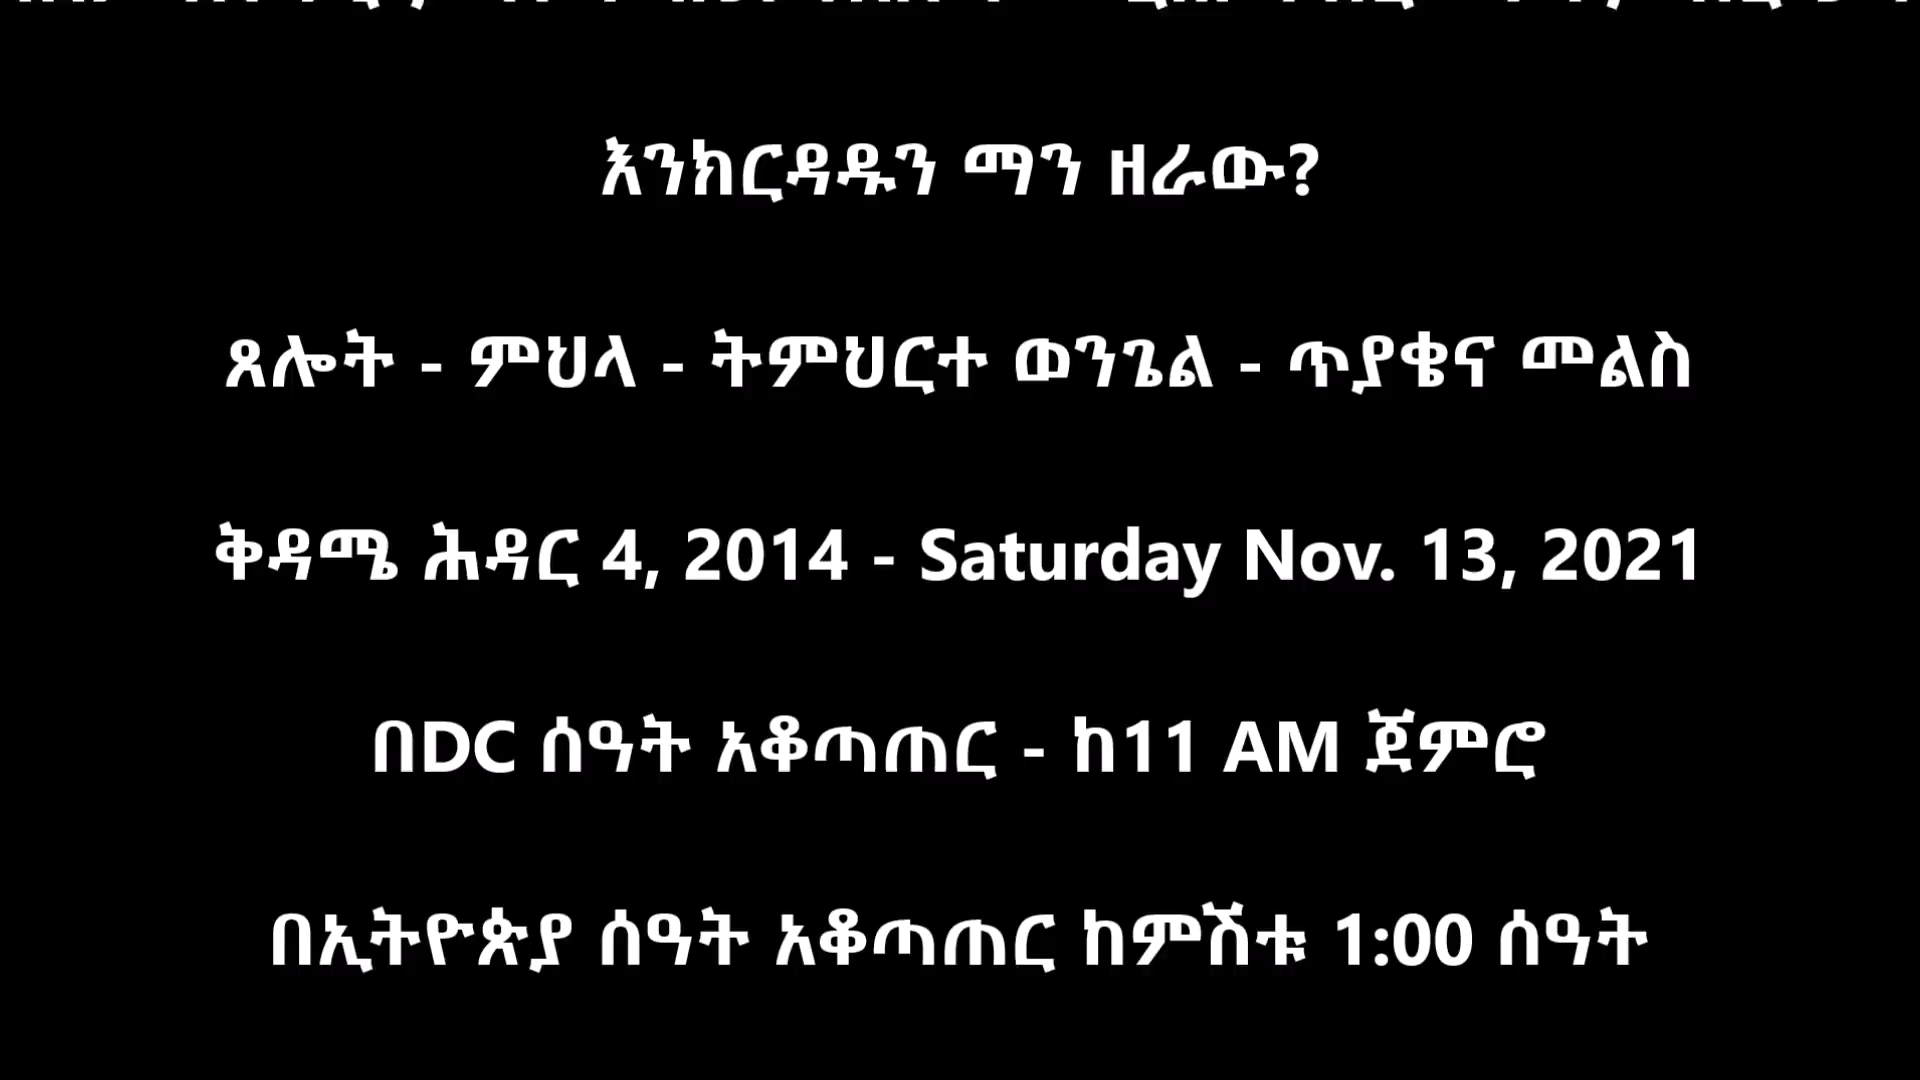 እንክርዳዱን ማን ዘራው?
ጸሎት - ምህላ - ትምህርተ ወንጌል - ጥያቄና መልስ
ቅዳሜ ሕዳር 4, 2014 - Saturday Nov. 13, 2021
በDC ሰዓት አቆጣጠር - ከ11 AM ጀምሮ
በኢትዮጵያ ሰዓት አቆጣጠር ከምሽቱ 1:00 ሰዓት